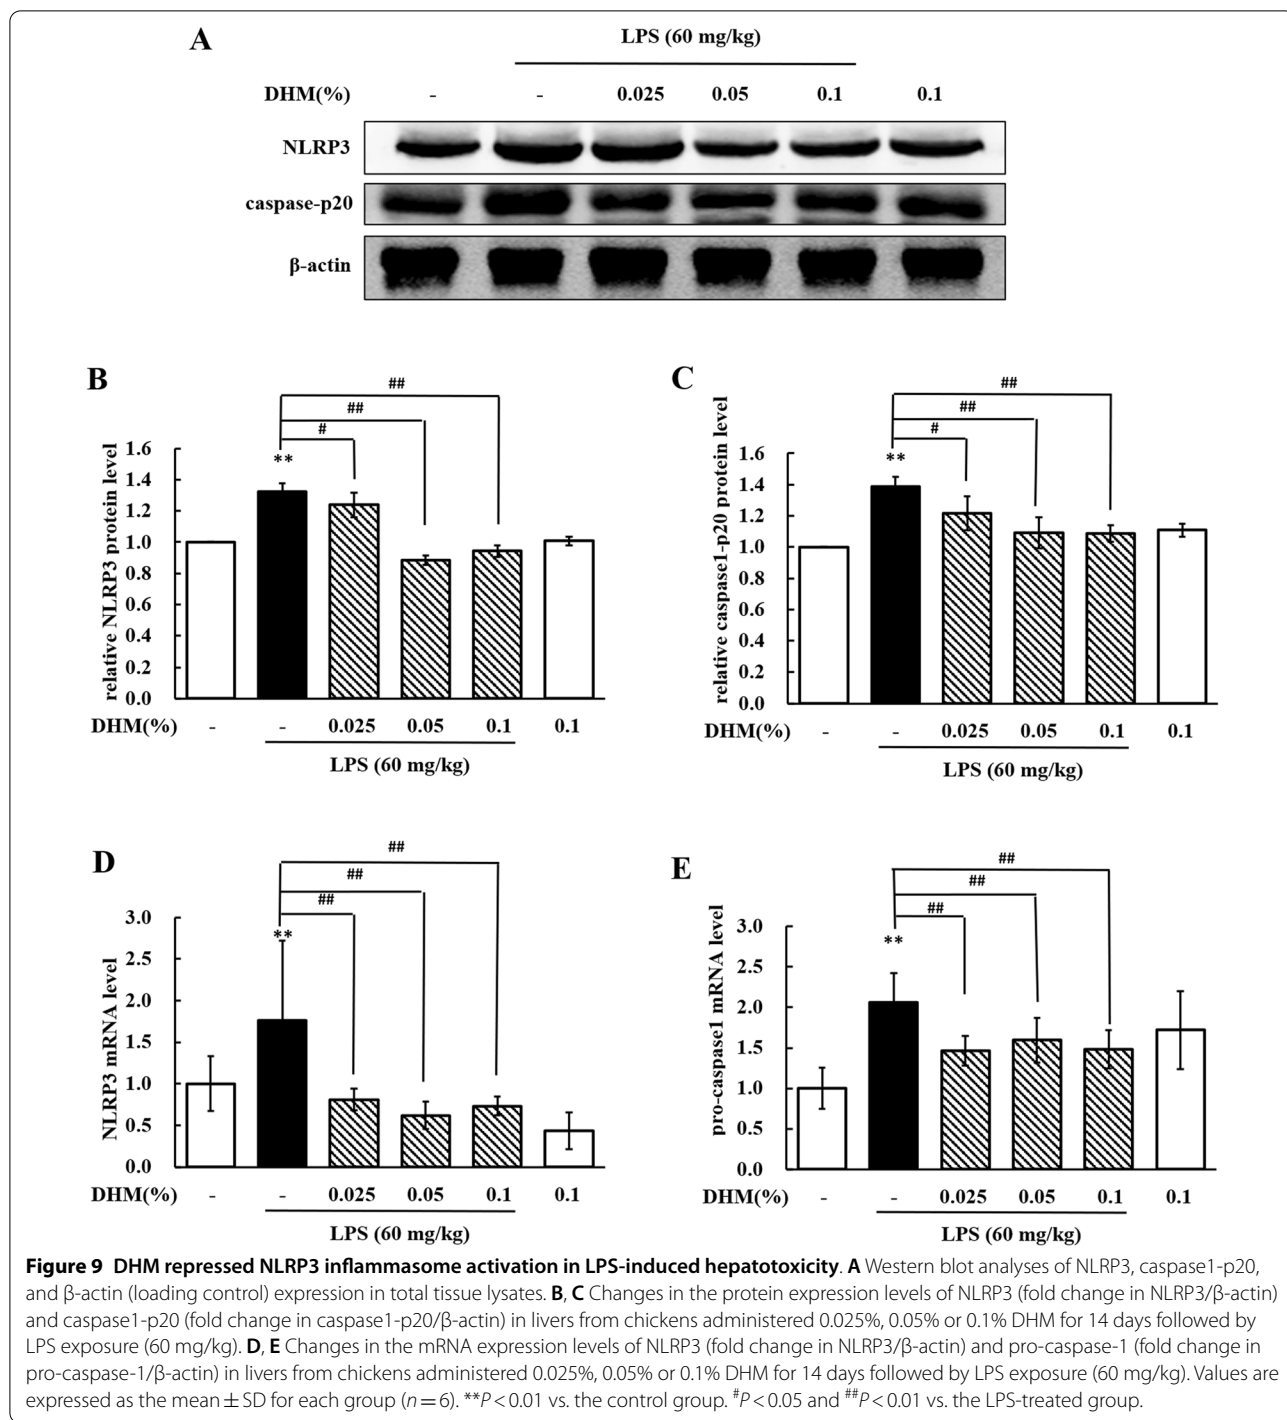 A
LPS (60 mg/kg)
DHM(%) - - 0.025 0.05 0.1 0.1
NLRP3
caspase-p20
β-actin
B
##
##
#
**
relative NLRP3 protein level
1.6
1.4
1.2
1.0
0.8
0.6
0.4
0.2
0.0
DHM(%) - - 0.025 0.05 0.1 0.1
LPS (60 mg/kg)
C
##
##
#
**
relative caspase1-p20 protein level
1.6
1.4
1.2
1.0
0.8
0.6
0.4
0.2
0.0
DHM(%) - - 0.025 0.05 0.1 0.1
LPS (60 mg/kg)
D
##
##
##
**
NLRP3 mRNA level
3.0
2.5
2.0
1.5
1.0
0.5
0.0
DHM(%) - - 0.025 0.05 0.1 0.1
LPS (60 mg/kg)
E
##
##
##
**
pro-caspase1 mRNA level
3.0
2.5
2.0
1.5
1.0
0.5
0.0
DHM(%) - - 0.025 0.05 0.1 0.1
LPS (60 mg/kg)
Figure 9 DHM repressed NLRP3 inflammasome activation in LPS-induced hepatotoxicity. A Western blot analyses of NLRP3, caspase1-p20,
and β-actin (loading control) expression in total tissue lysates. B, C Changes in the protein expression levels of NLRP3 (fold change in NLRP3/β-actin)
and caspase1-p20 (fold change in caspase1-p20/β-actin) in livers from chickens administered 0.025%, 0.05% or 0.1% DHM for 14 days followed by
LPS exposure (60 mg/kg). D, E Changes in the mRNA expression levels of NLRP3 (fold change in NLRP3/β-actin) and pro-caspase-1 (fold change in
pro-caspase-1/β-actin) in livers from chickens administered 0.025%, 0.05% or 0.1% DHM for 14 days followed by LPS exposure (60 mg/kg). Values are
expressed as the mean ± SD for each group (n = 6). **P < 0.01 vs. the control group. #P < 0.05 and ##P < 0.01 vs. the LPS-treated group.